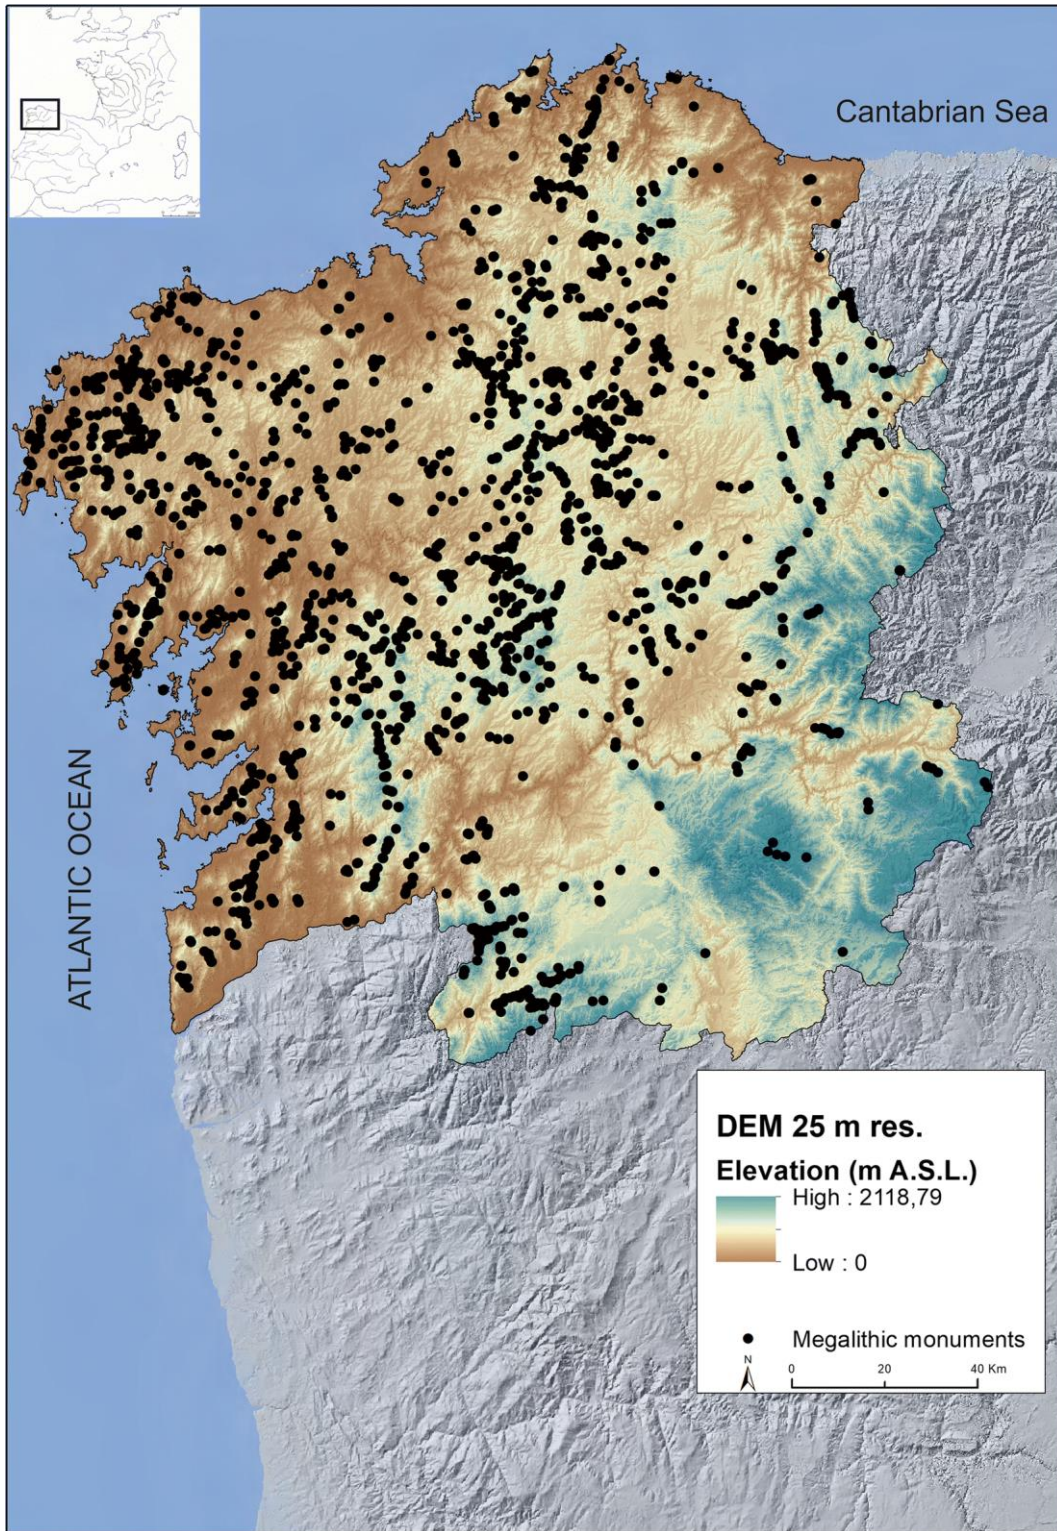 Cantabrian Sea
ATLANTIC OCEAN
DEM 25 m res.
Elevation (m A.S.L.)
High : 2118,79
Low : 0
Megalithic monuments
N
0 20 40 Km